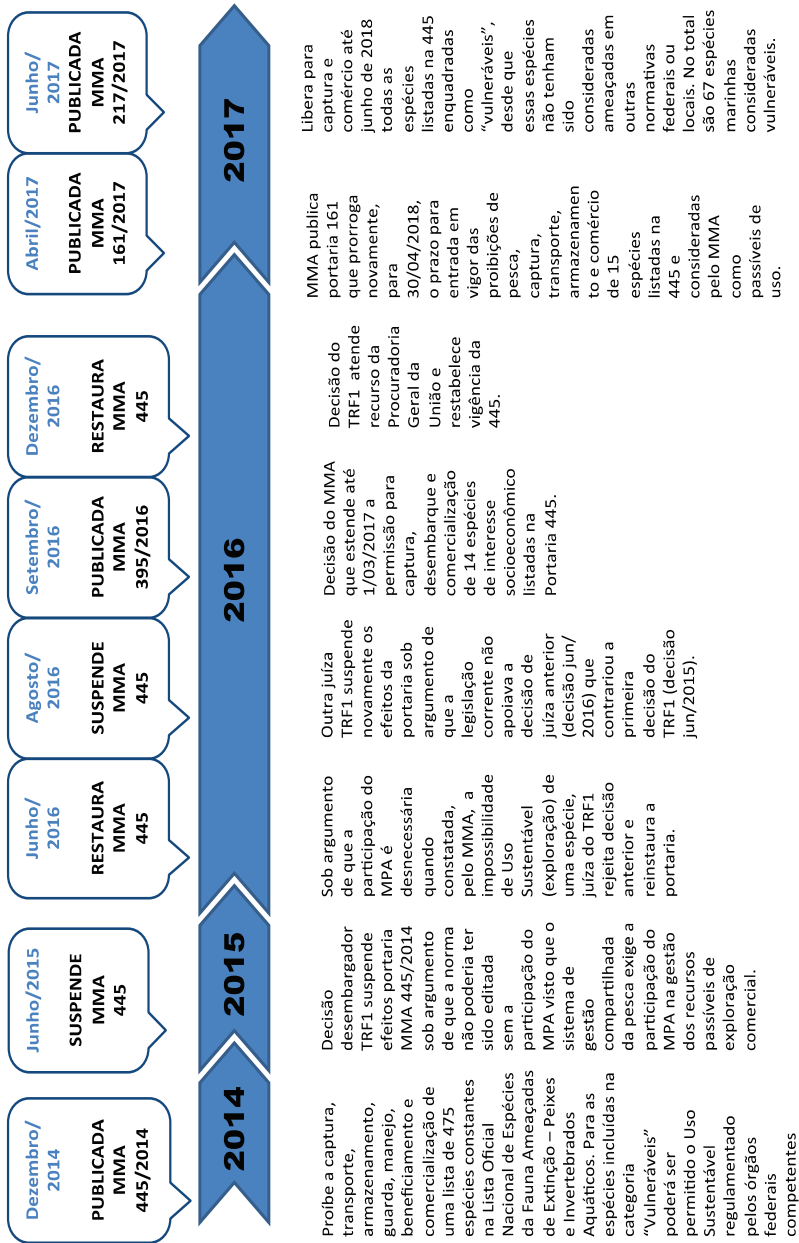 Dezembro/
2014
PUBLICADA
MMA
445/2014
Junho/2015
SUSPENDE
MMA
445
Junho/
2016
RESTAURA
MMA
445
Agosto/
2016
SUSPENDE
MMA
445
Setembro/
2016
PUBLICADA
MMA
395/2016
Dezembro/
2016
RESTAURA
MMA
445
Abril/2017
PUBLICADA
MMA
161/2017
Junho/
2017
PUBLICADA
MMA
217/2017
2014
2015
2016
2017
Proibe a captura,
transporte,
armazenamento,
guarda, manejo,
beneficiamento e
comercialização de
uma lista de 475
espécies constantes
na Lista Oficial
Nacional de Espécies
da Fauna Ameaçadas
de Extinção – Peixes
e Invertebrados
Aquáticos. Para as
espécies incluídas na
categoria
“Vulneráveis”
poderá ser
permitido o Uso
Sustentável
regulamentado
pelos órgãos
federais
competentes
Decisão
desembargador
TRF1 suspende
efeitos portaria
MMA 445/2014
sob argumento
de que a norma
não poderia ter
sido editada
sem a
participação do
MPA visto que o
sistema de
gestão
compartilhada
da pesca exige a
participação do
MPA na gestão
dos recursos
passíveis de
exploração
comercial.
Sob argumento
de que a
participação do
MPA é
desnecessária
quando
constatada,
pelo MMA, a
impossibilidade
de Uso
Sustentável
(exploração) de
uma espécie,
juíza do TRF1
rejeita decisão
anterior e
reinstaura a
portaria.
Outra juíza
TRF1 suspende
novamente os
efeitos da
portaria sob
argumento de
que a
legislação
corrente não
apoiava a
decisão de
juíza anterior
(decisão jun/
2016) que
contrariou a
primeira
decisão do
TRF1 (decisão
jun/2015).
Decisão do MMA
que estende até
1/03/2017 a
permissão para
captura,
desembarque e
comercialização
de 14 espécies
de interesse
socioeconômico
listadas na
Portaria 445.
Decisão do
TRF1 atende
recurso da
Procuradoria
Geral da
União e
restabelece
vigência da
445.
MMA publica
portaria 161
que prorroga
novamente,
para
30/04/2018,
o prazo para
entrada em
vigor das
proibições de
pesca,
captura,
transporte,
armazenamen
to e comércio
de 15
espécies
listadas na
445 e
consideradas
pelo MMA
como
passíveis de
uso.
Libera para
captura e
comércio até
junho de 2018
todas as
espécies
listadas na 445
enquadradas
como
“vulneráveis”,
desde que
essas espécies
não tenham
sido
consideradas
ameaçadas em
outras
normativas
federais ou
locais. No total
são 67 espécies
marinhas
consideradas
vulneráveis.